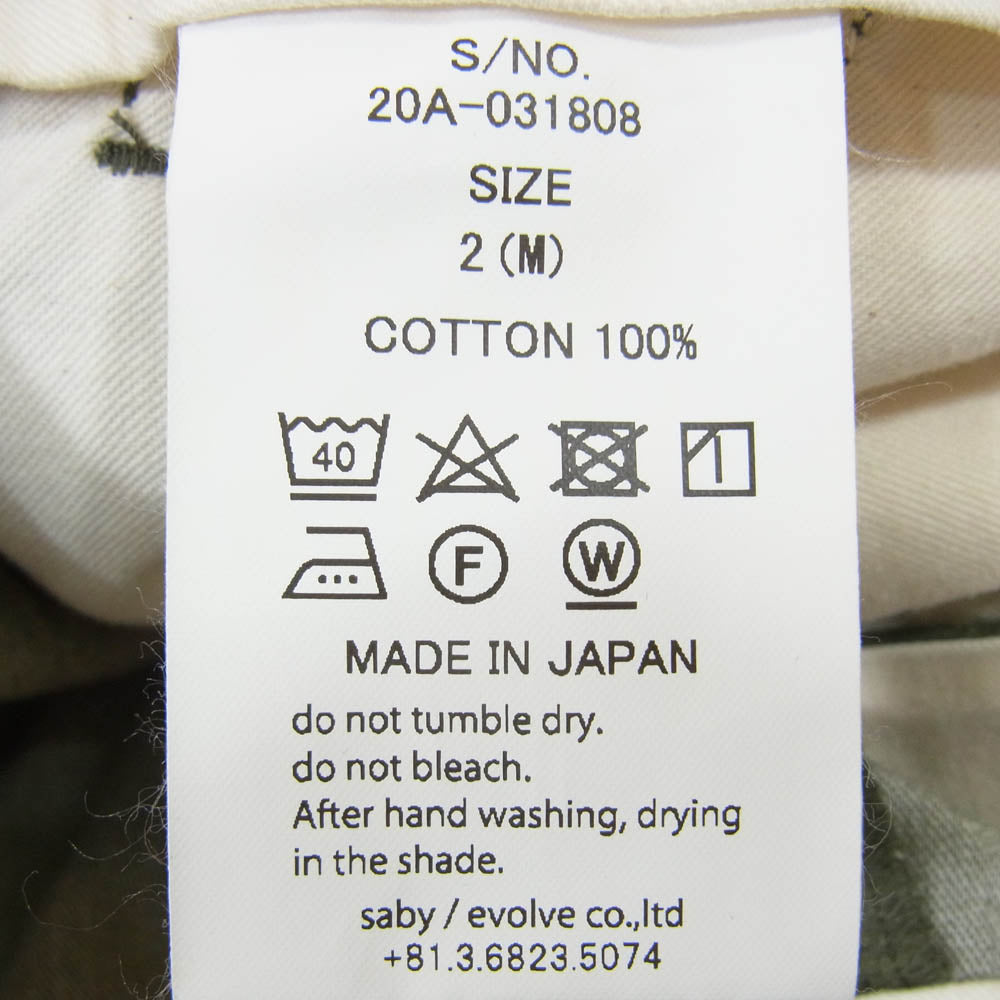 S/NO.
20A-031808
SIZE
2 (M)
COTTON 100%
40
F
W
MADE IN JAPAN
do not tumble dry.
do not bleach.
After hand washing, drying
in the shade.
saby / evolve co.,ltd
+81.3.6823.5074